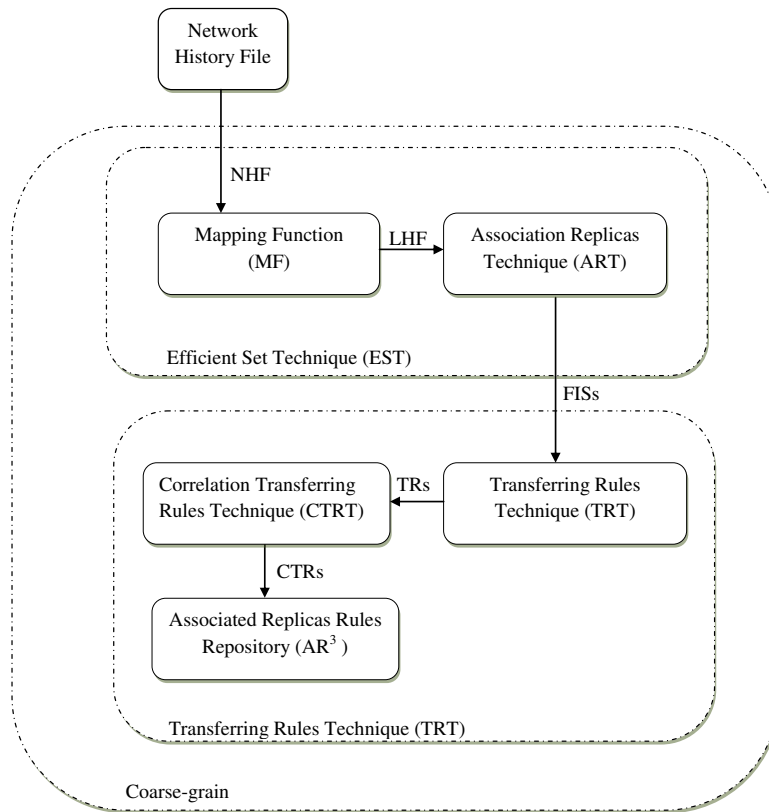 Network
History File
NHF
Mapping Function
(MF)
LHF
Association Replicas
Technique (ART)
Efficient Set Technique (EST)
FISs
Correlation Transferring
Rules Technique (CTRT)
TRs
Transferring Rules
Technique (TRT)
CTRs
Associated Replicas Rules
Repository (AR³ )
Transferring Rules Technique (TRT)
Coarse-grain